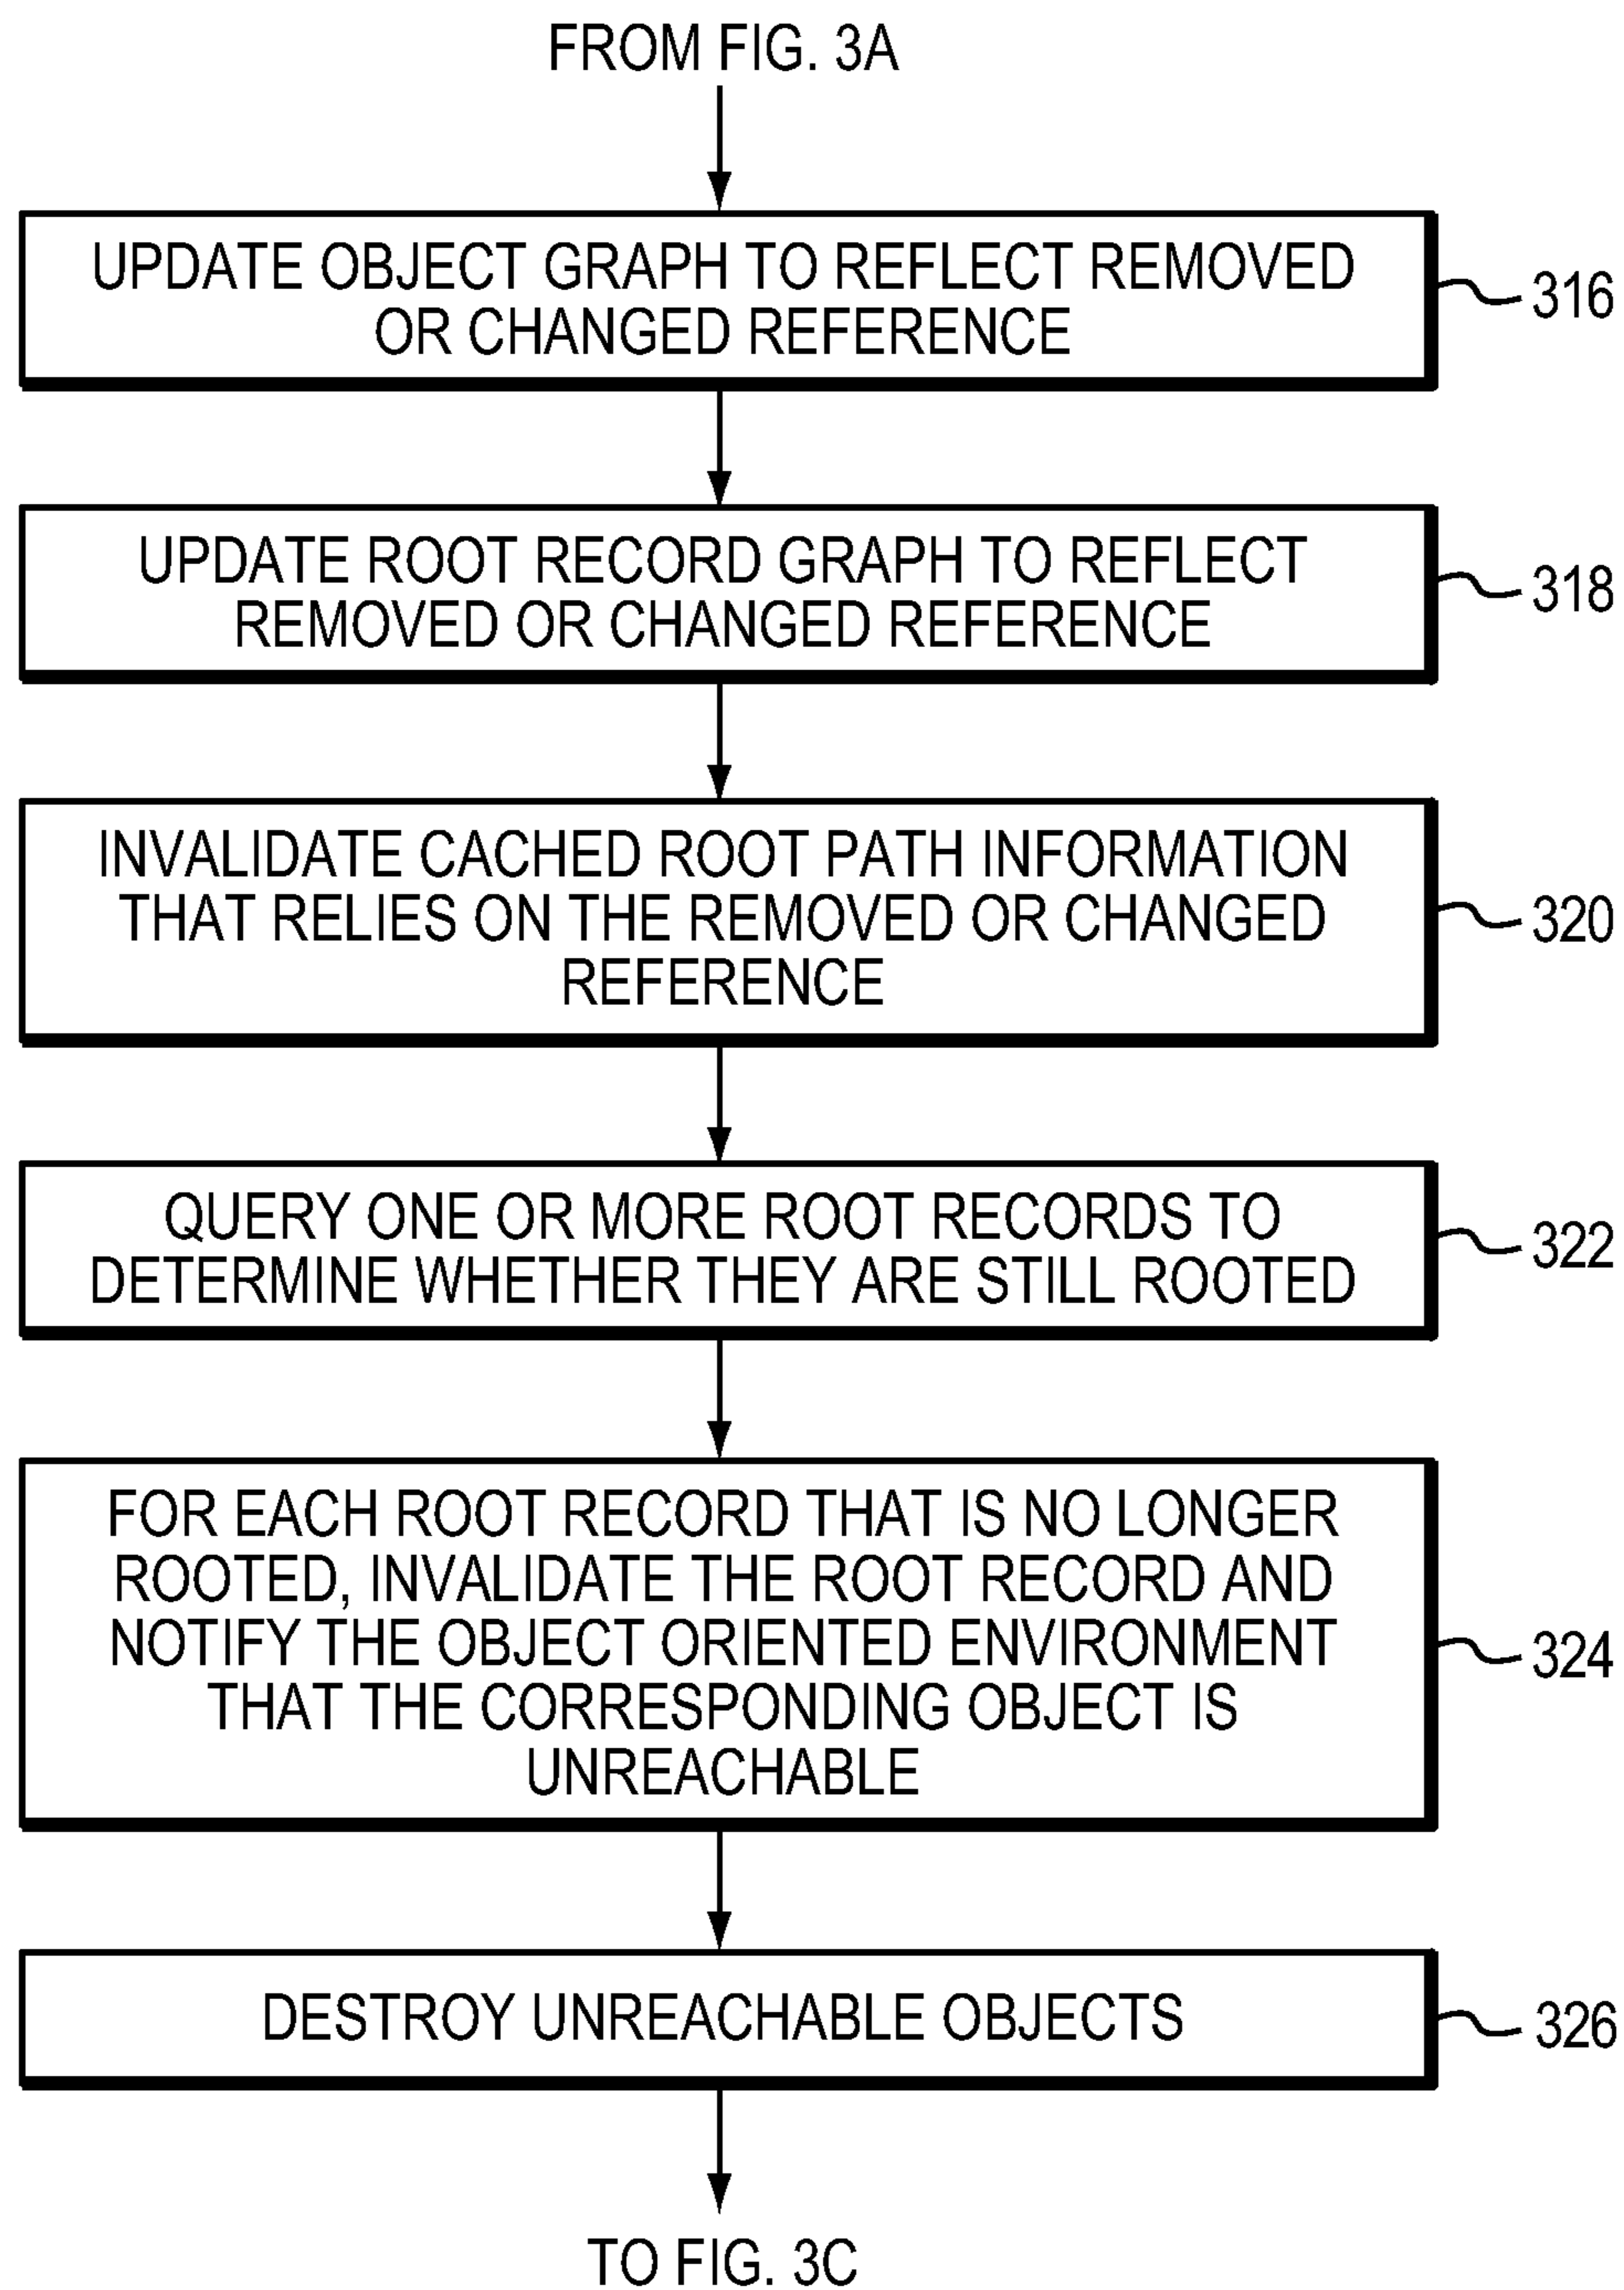 FROM FIG. 3A
UPDATE OBJECT GRAPH TO REFLECT REMOVED
OR CHANGED REFERENCE
316
UPDATE ROOT RECORD GRAPH TO REFLECT
REMOVED OR CHANGED REFERENCE
318
INVALIDATE CACHED ROOT PATH INFORMATION
THAT RELIES ON THE REMOVED OR CHANGED
REFERENCE
320
QUERY ONE OR MORE ROOT RECORDS TO
DETERMINE WHETHER THEY ARE STILL ROOTED
322
FOR EACH ROOT RECORD THAT IS NO LONGER
ROOTED, INVALIDATE THE ROOT RECORD AND
NOTIFY THE OBJECT ORIENTED ENVIRONMENT
THAT THE CORRESPONDING OBJECT IS
UNREACHABLE
324
DESTROY UNREACHABLE OBJECTS
326
TO FIG. 3C